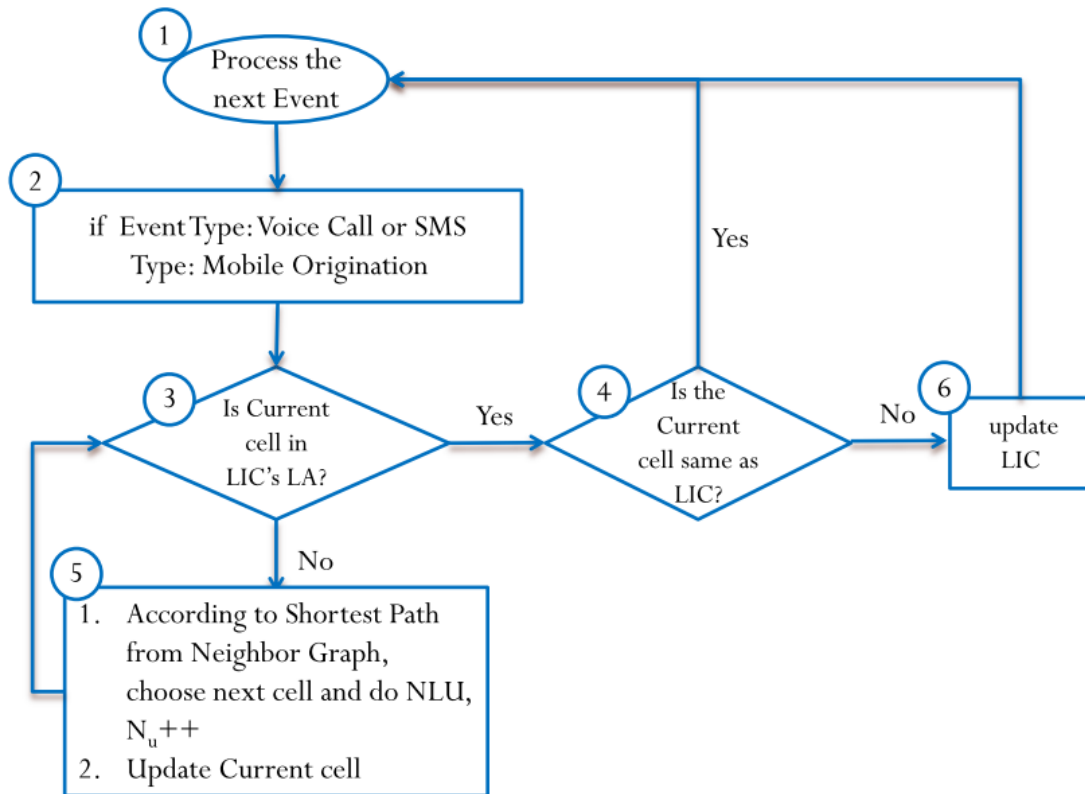 1
Process the
next Event
2
if Event Type: Voice Call or SMS
Type: Mobile Origination
Yes
3
Is Current
cell in
LIC's LA?
Yes
4
Is the
Current
cell same as
LIC?
No
6
update
LIC
No
5
1. According to Shortest Path
from Neighbor Graph,
choose next cell and do NLU,
Nu++
2. Update Current cell